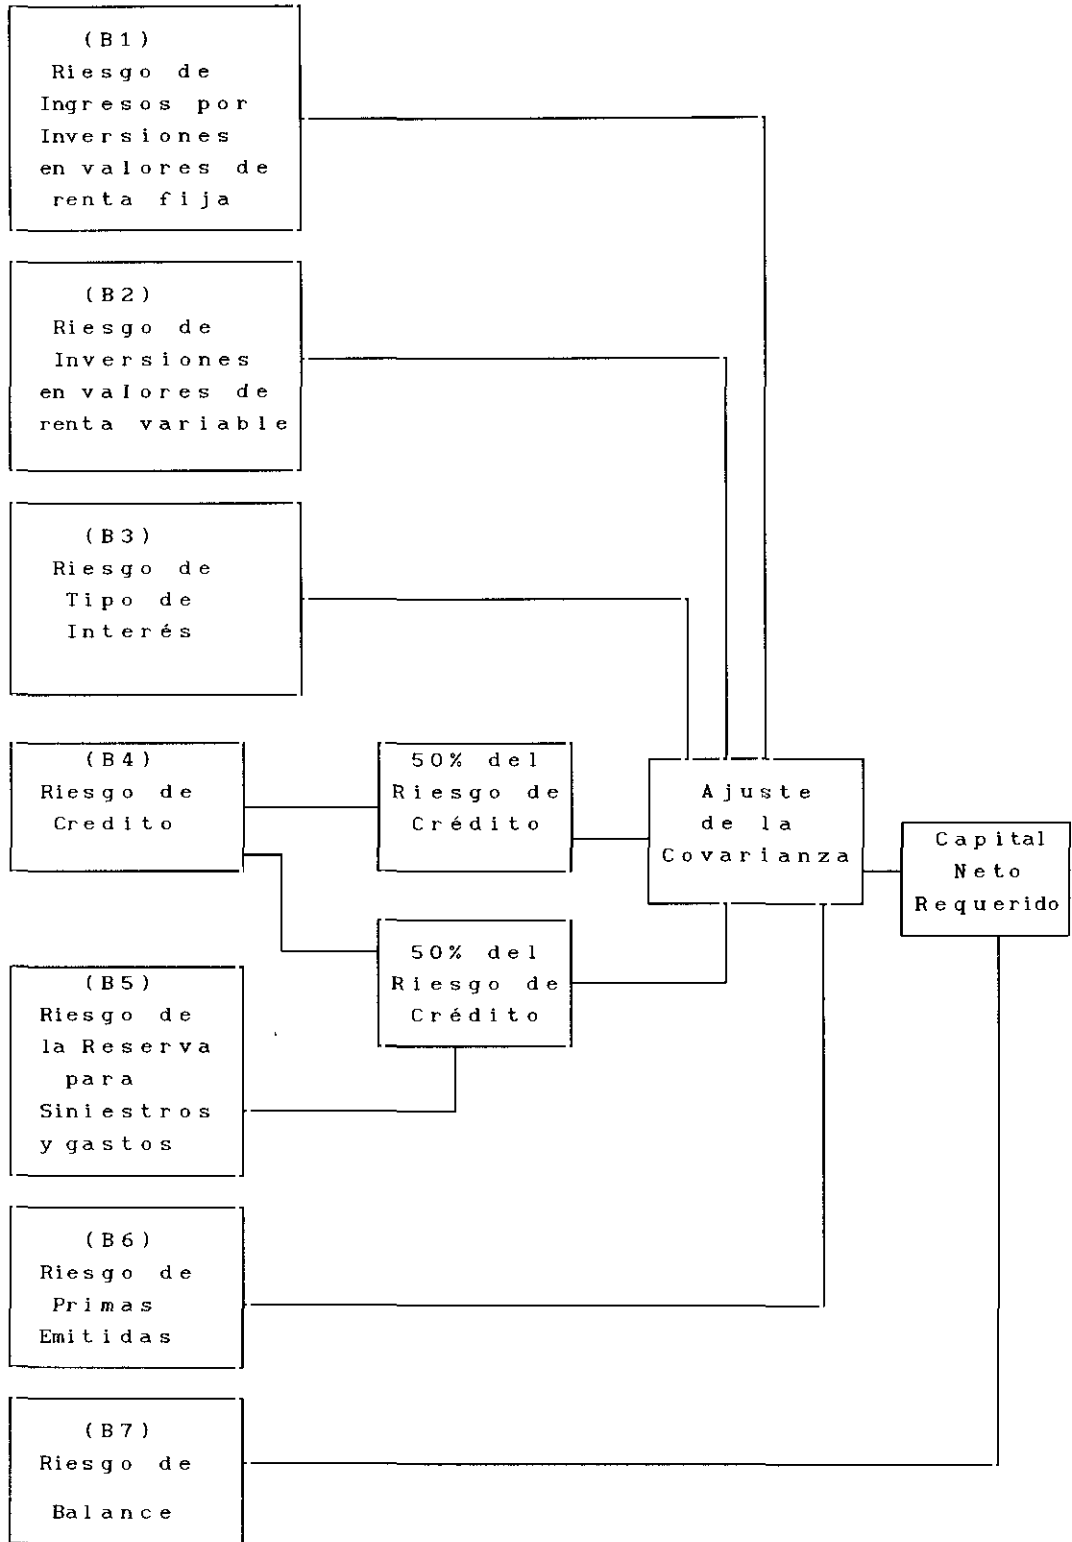 (B1)
Riesgo de
Ingresos por
Inversiones
en valores de
renta fija
(B2)
Riesgo de
Inversiones
en valores de
renta variable
(B3)
Riesgo de
Tipo de
Interés
(B4)
Riesgo de
Credito
50% del
Riesgo de
Crédito
Ajuste
de la
Covarianza
Capital
Neto
Requerido
50% del
Riesgo de
Crédito
(B5)
Riesgo de
la Reserva
para
Siniestros
y gastos
(B6)
Riesgo de
Primas
Emitidas
(B7)
Riesgo de
Balance